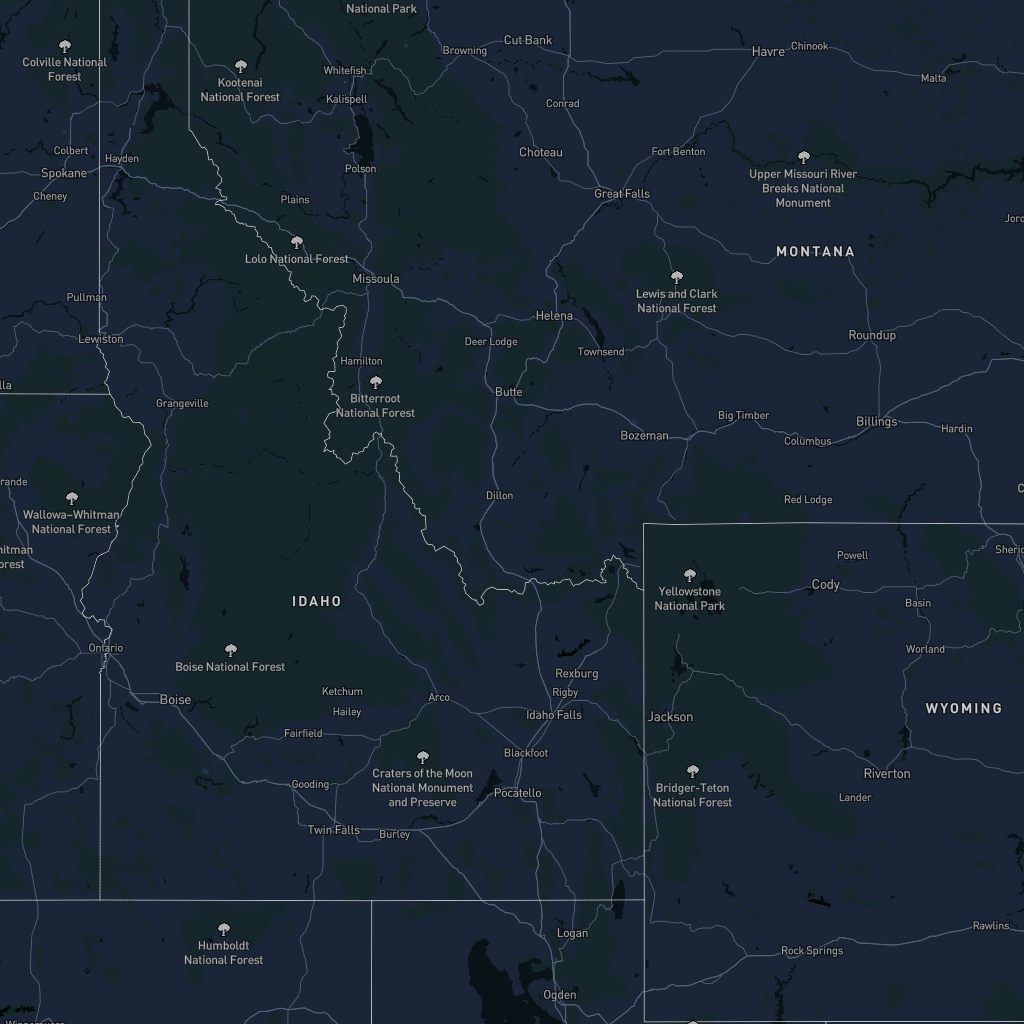 National Park
Cut Bank
Browning
Havre
Chinook
Colville National
Forest
Whitefish
Kootenai
National Forest
Malta
Kalispell
Conrad
Colbert
Hayden
Choteau
Fort Benton
Spokane
Polson
Upper Missouri River
Breaks National
Monument
Cheney
Plains
Great Falls
MONTANA
Lolo National Forest
Missoula
Lewis and Clark
National Forest
Pullman
Helena
Lewiston
Deer Lodge
Roundup
Townsend
Hamilton
Butte
Bitterroot
National Forest
Grangeville
Big Timber
Billings
Bozeman
Columbus
Hardin
Dillon
Red Lodge
Wallowa–Whitman
National Forest
Powell
Yellowstone
National Park
Cody
IDAHO
Basin
Ontario
Worland
Boise National Forest
Rexburg
Rigby
Ketchum
Arco
Boise
Hailey
Idaho Falls
Jackson
WYOMING
Fairfield
Blackfoot
Craters of the Moon
National Monument
and Preserve
Riverton
Gooding
Pocatello
Bridger-Teton
National Forest
Lander
Twin Falls
Burley
Humboldt
National Forest
Logan
Rawlins
Rock Springs
Ogden